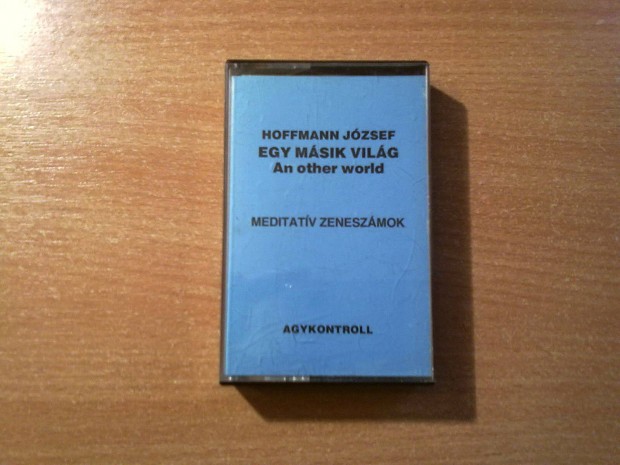 HOFFMANN JÓZSEF
EGY MÁSIK VILÁG
An other world
MEDITATÍV ZENESZÁMOK
AGYKONTROLL